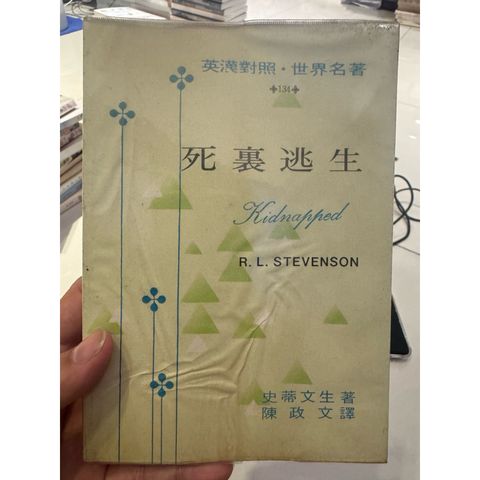 英漢對照·世界名著
✤134✤
死裏逃生
Kidnapped
R. L. STEVENSON
史蒂文生著
陳政文譯